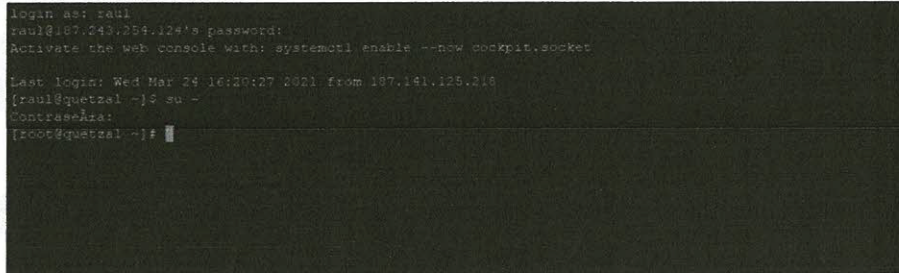 login as: raul
raul@187.243.254.124's password:
Activate the web console with: systemctl enable --now cockpit.socket
Last login: Wed Mar 24 16:20:27 2021 from 187.141.125.218
[raul@quetzal ~]$ su -
ContraseÃ±a:
[root@quetzal ~]#